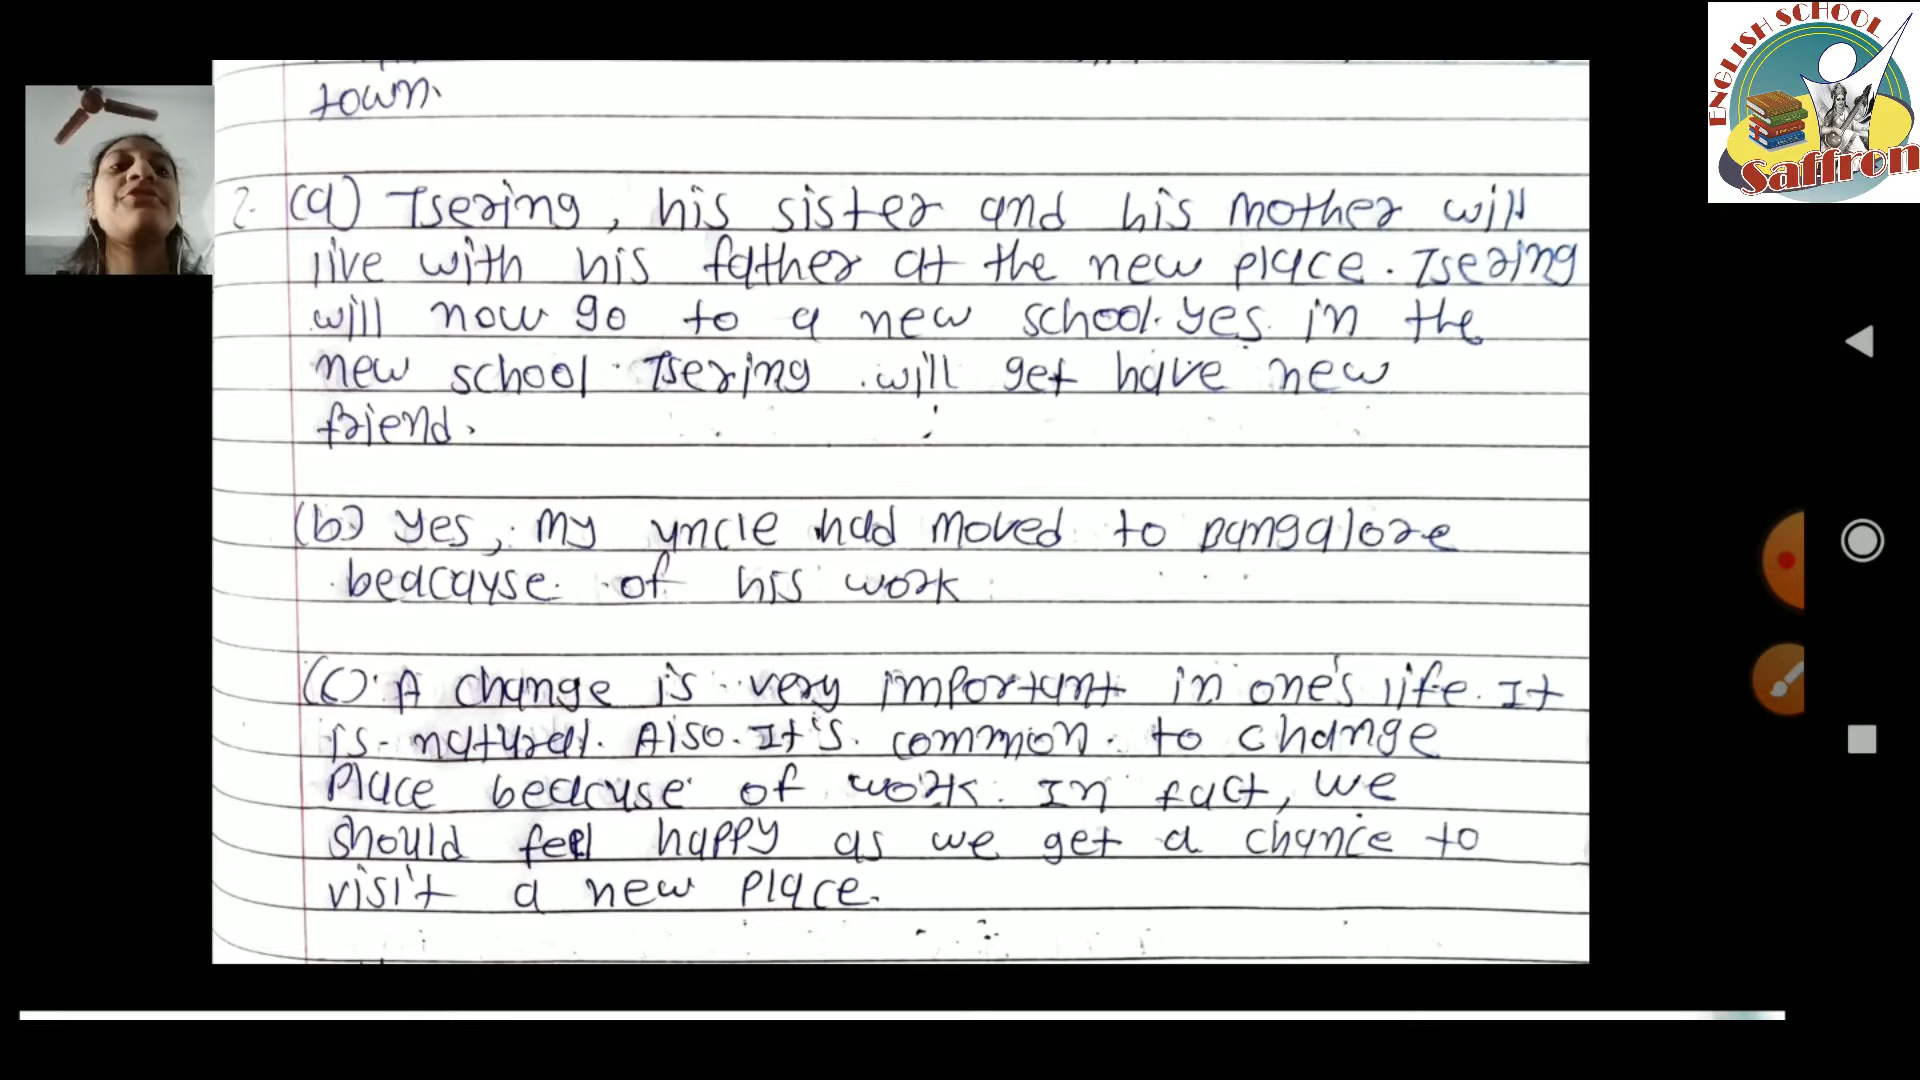 town.
2. (a) Tsering, his sister and his mother will
live with his father at the new place. Tsering
will now go to a new school. yes in the
new school Tsering will get have new
friend.
(b) yes, my uncle had moved to Bangalore
beacayse of his work
(c) A change is very important in one's life. It
is natural. Also. It's common to change
Place beacuse of work. In fact, we
should feel happy as we get a chance to
visit a new place.
ENGLISH SCHOOL
Saffron